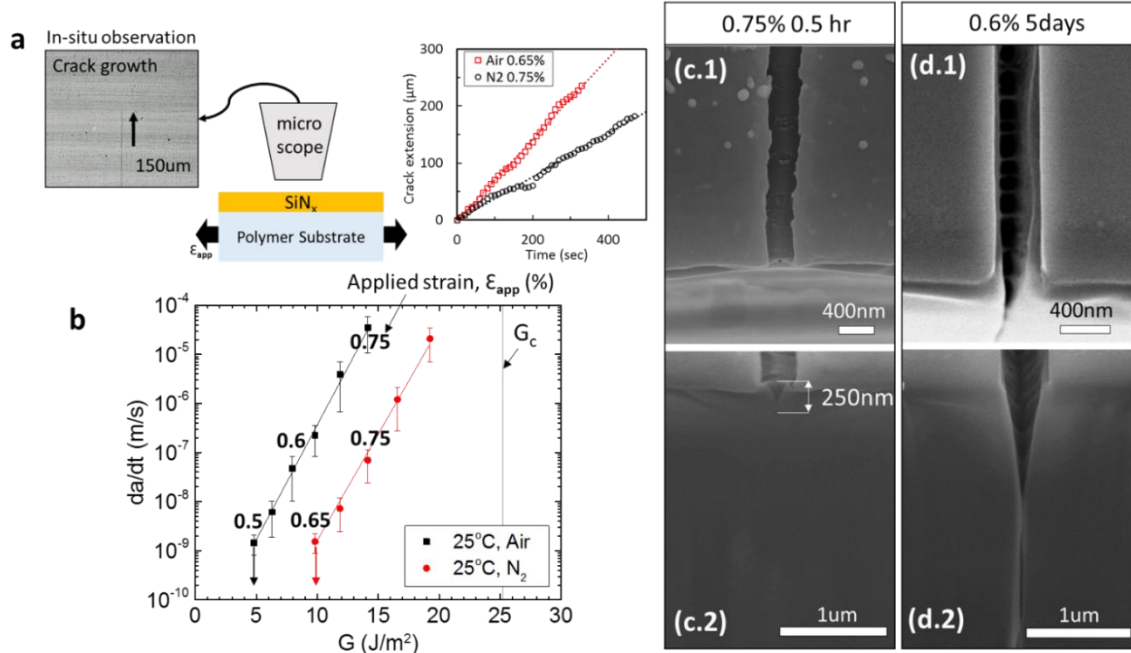 a
In-situ observation
Crack growth
150um
micro
scope
SiNₓ
Polymer Substrate
εapp
Crack extension (μm)
300
200
100
0
Air 0.65%
N2 0.75%
0 200 400
Time (sec)
b
Applied strain, Ɛapp (%)
Gc
da/dt (m/s)
10⁻⁴
10⁻⁵
10⁻⁶
10⁻⁷
10⁻⁸
10⁻⁹
10⁻¹⁰
0.75
0.6
0.75
0.5
0.65
25°C, Air
25°C, N₂
0 5 10 15 20 25 30
G (J/m²)
0.75% 0.5 hr
(c.1)
400nm
250nm
(c.2)
1um
0.6% 5days
(d.1)
400nm
(d.2)
1um